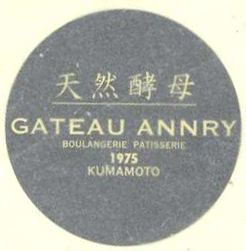 天然酵母
GATEAU ANNRY
BOULANGERIE PATISSERIE
1975
KUMAMOTO